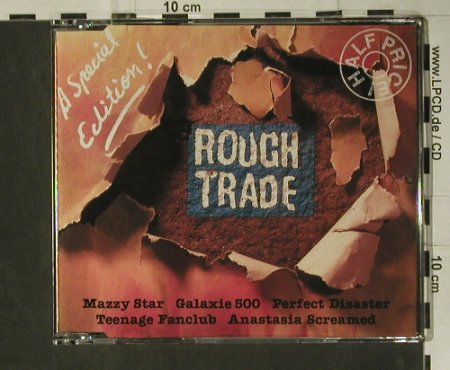 10 cm
A Special
Edition!
HALF PRICE
ROUGH
TRADE
Mazzy Star Galaxie 500 Perfect Disaster
Teenage Fanclub Anastasia Screamed
www.LPCD.de / CD
10 cm